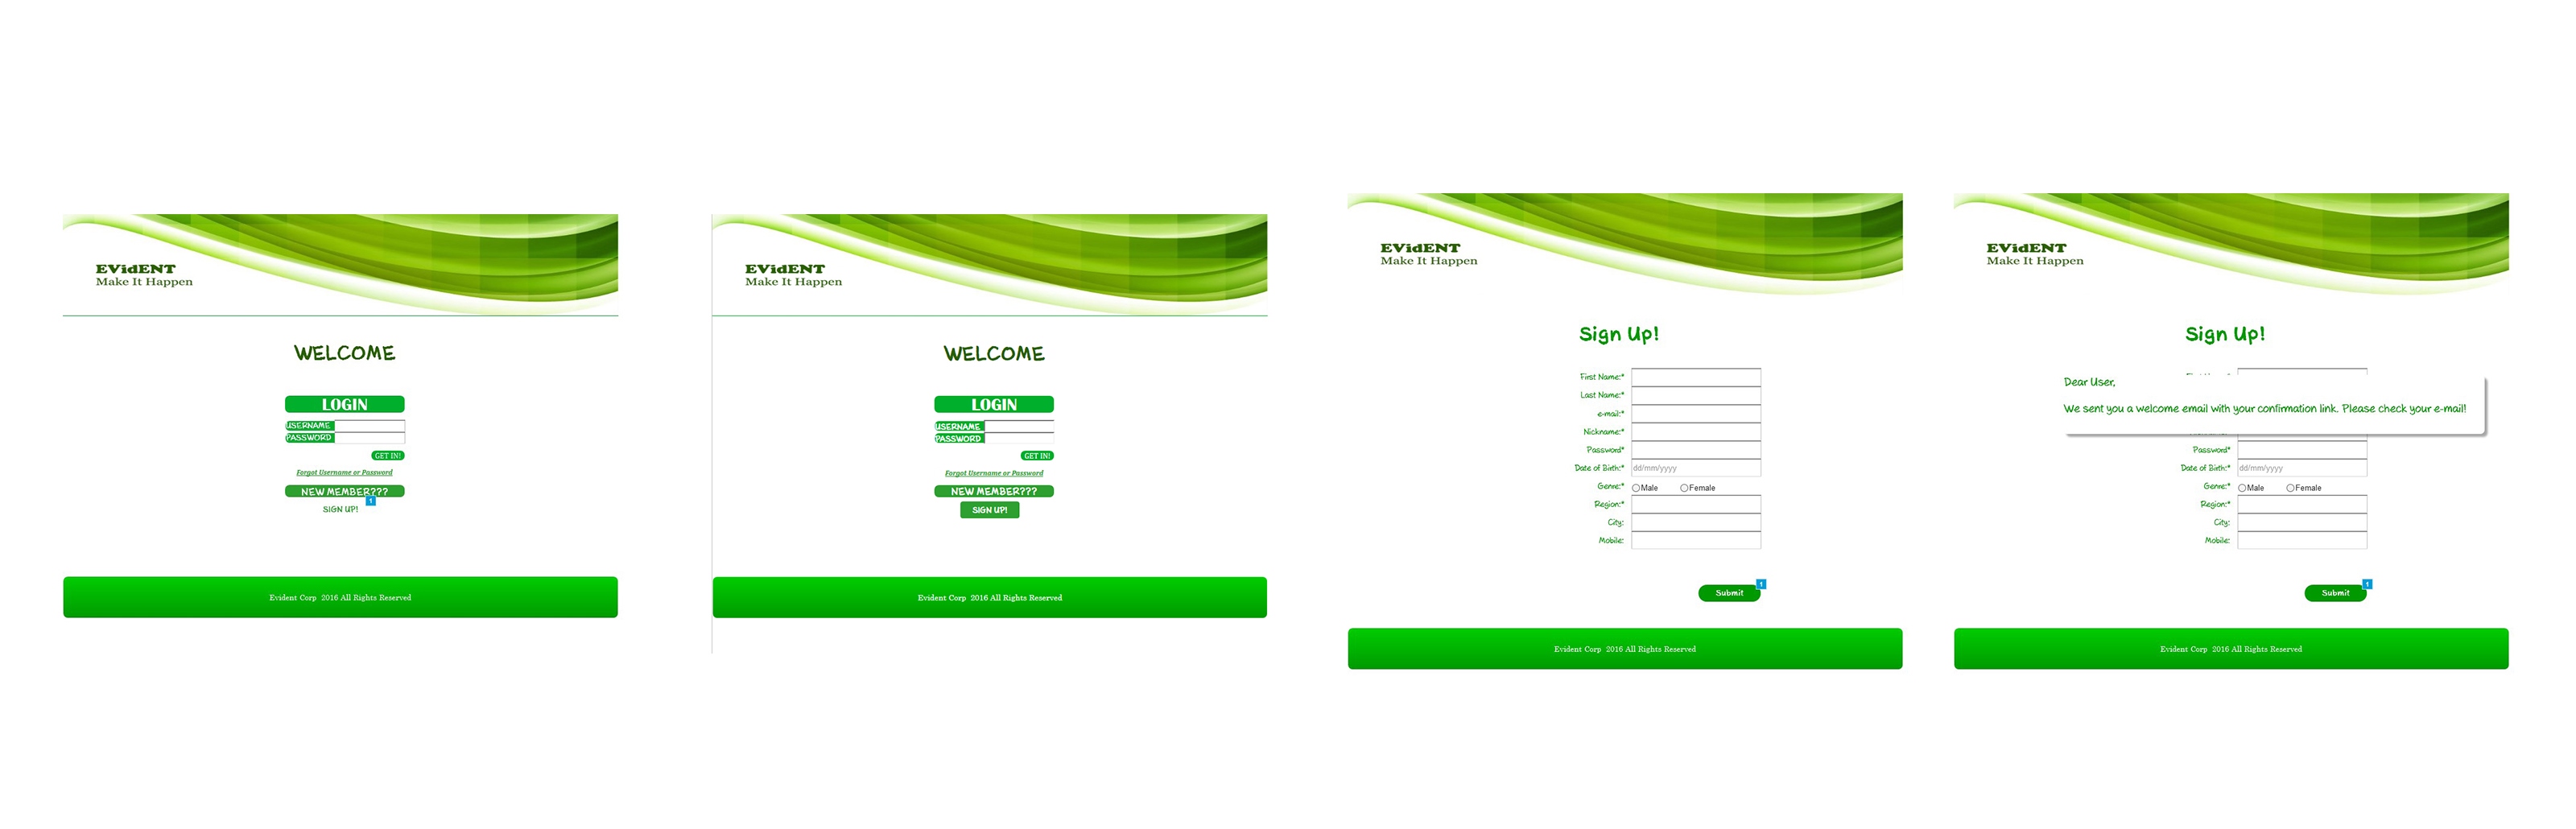 EVidENT
Make It Happen
WELCOME
LOGIN
USERNAME
PASSWORD
GET IN!
Forgot Username or Password
NEW MEMBER???
1
SIGN UP!
Evident Corp 2016 All Rights Reserved
EVidENT
Make It Happen
WELCOME
LOGIN
USERNAME
PASSWORD
GET IN!
Forgot Username or Password
NEW MEMBER???
SIGN UP!
Evident Corp 2016 All Rights Reserved
EVidENT
Make It Happen
Sign Up!
First Name:*
Last Name:*
e-mail:*
Nickname:*
Password*
Date of Birth:* dd/mm/yyyy
Genre:* Male Female
Region:*
City:
Mobile:
1
Submit
Evident Corp 2016 All Rights Reserved
EVidENT
Make It Happen
Sign Up!
Dear User,
We sent you a welcome email with your confirmation link. Please check your e-mail!
Password*
Date of Birth:* dd/mm/yyyy
Genre:* Male Female
Region:*
City:
Mobile:
1
Submit
Evident Corp 2016 All Rights Reserved